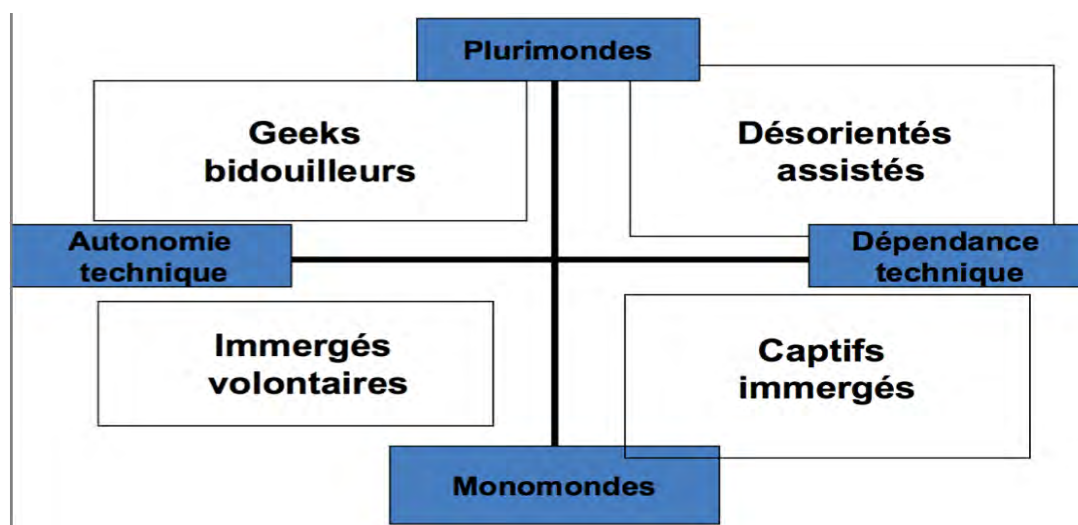 Plurimondes
Geeks
bidouilleurs
Désorientés
assistés
Autonomie
technique
Dépendance
technique
Immergés
volontaires
Captifs
immergés
Monomondes